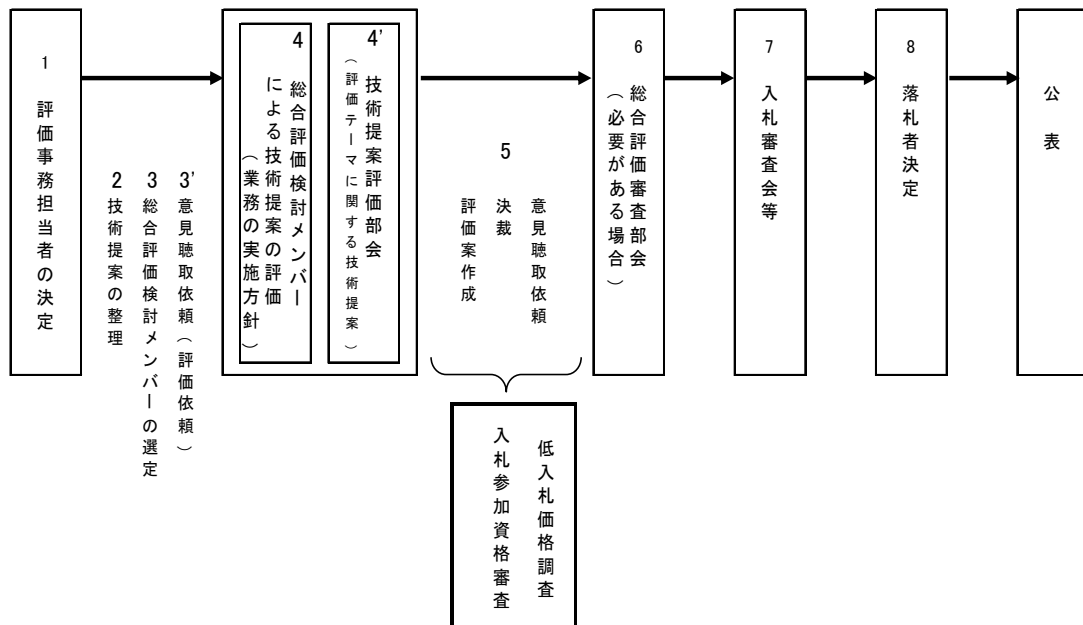 1 評価事務担当者の決定
2 技術提案の整理
3 総合評価検討メンバーの選定
3' 意見聴取依頼(評価依頼)
4 総合評価検討メンバー
による技術提案の評価
(業務の実施方針)
4' 技術提案評価部会
(評価テーマに関する技術提案)
5
評価案作成
決裁
意見聴取依頼
入札参加資格審査
低入札価格調査
6 総合評価審査部会
(必要がある場合)
7 入札審査会等
8 落札者決定
公表